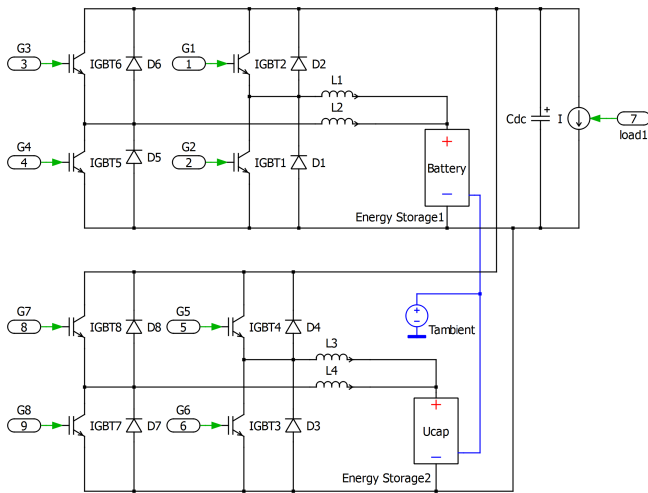 G3
3
IGBT6
D6
G1
1
IGBT2
D2
L1
L2
Cdc
+
I
7
load1
G4
4
IGBT5
D5
G2
2
IGBT1
D1
+
Battery
−
Energy Storage1
G7
8
IGBT8
D8
G5
5
IGBT4
D4
+
−
Tambient
L3
L4
G8
9
IGBT7
D7
G6
6
IGBT3
D3
+
Ucap
−
Energy Storage2